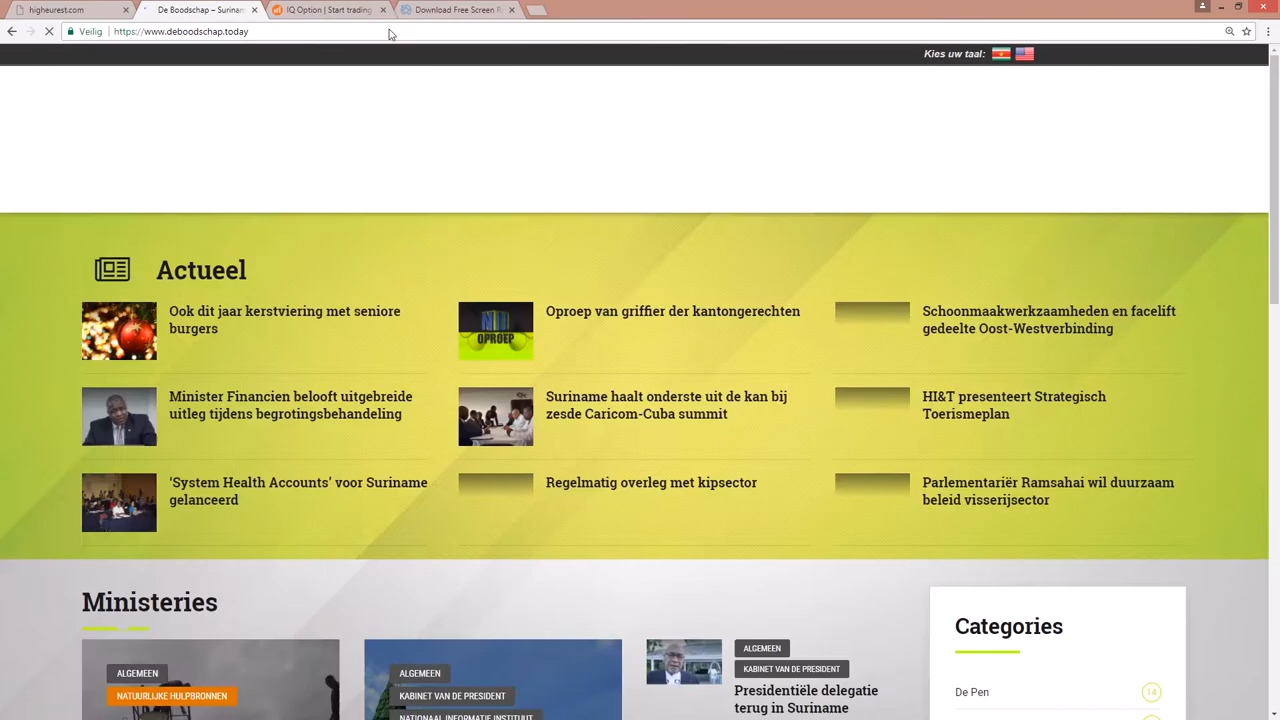 higheurest.com
De Boodschap – Surinam
IQ Option | Start trading
Download Free Screen R
Veilig
https://www.deboodschap.today
Kies uw taal:
Actueel
Ook dit jaar kerstviering met seniore
burgers
Oproep van griffier der kantongerechten
OPROEP
Schoonmaakwerkzaamheden en facelift
gedeelte Oost-Westverbinding
Minister Financien belooft uitgebreide
uitleg tijdens begrotingsbehandeling
Suriname haalt onderste uit de kan bij
zesde Caricom-Cuba summit
HI&T presenteert Strategisch
Toerismeplan
‘System Health Accounts’ voor Suriname
gelanceerd
Regelmatig overleg met kipsector
Parlementariër Ramsahai wil duurzaam
beleid visserijsector
Ministeries
ALGEMEEN
NATUURLIJKE HULPBRONNEN
ALGEMEEN
KABINET VAN DE PRESIDENT
NATIONAAL INFORMATIE INSTITUUT
ALGEMEEN
KABINET VAN DE PRESIDENT
Presidentiële delegatie
terug in Suriname
Categories
De Pen
14